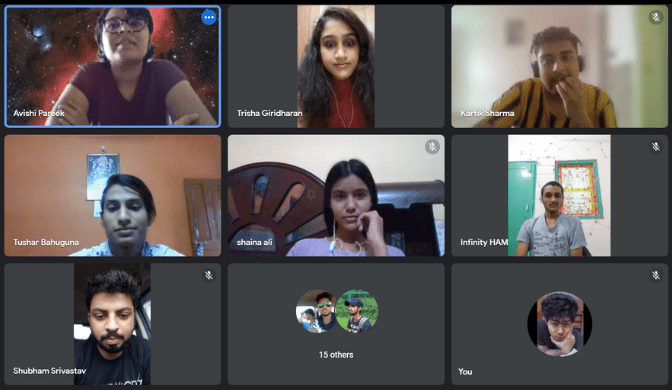 Avishi Pareek
Trisha Giridharan
Kartik Sharma
Tushar Bahuguna
shaina ali
Infinity HAM
Shubham Srivastav
15 others
You